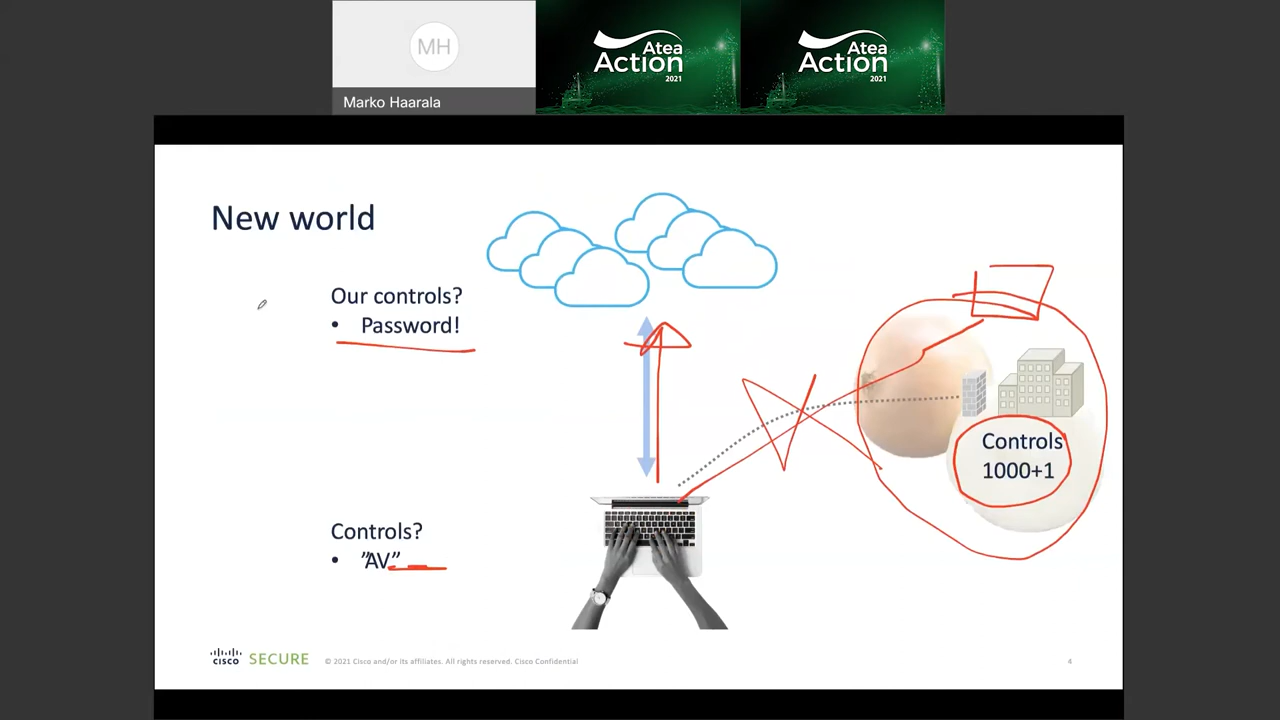 MH
Marko Haarala
Atea
Action
2021
Atea
Action
2021
New world
Our controls?
• Password!
Controls
1000+1
Controls?
• ”AV”
CISCO SECURE
© 2021 Cisco and/or its affiliates. All rights reserved. Cisco Confidential
4